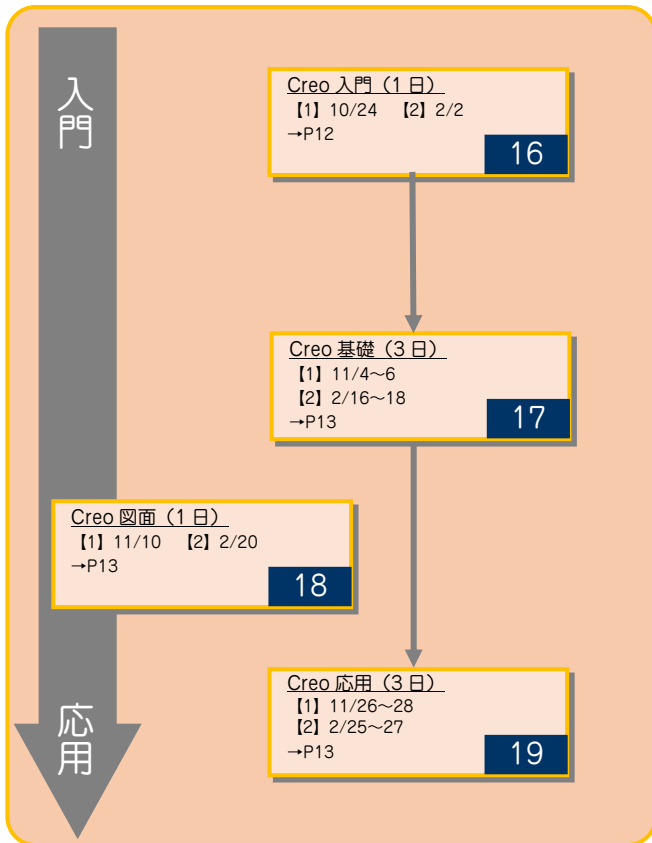 入門
Creo 入門（1 日）
【1】10/24　【2】2/2
→P12
16
Creo 基礎（3 日）
【1】11/4～6
【2】2/16～18
→P13
17
Creo 図面（1 日）
【1】11/10　【2】2/20
→P13
18
Creo 応用（3 日）
【1】11/26～28
【2】2/25～27
→P13
19
応用